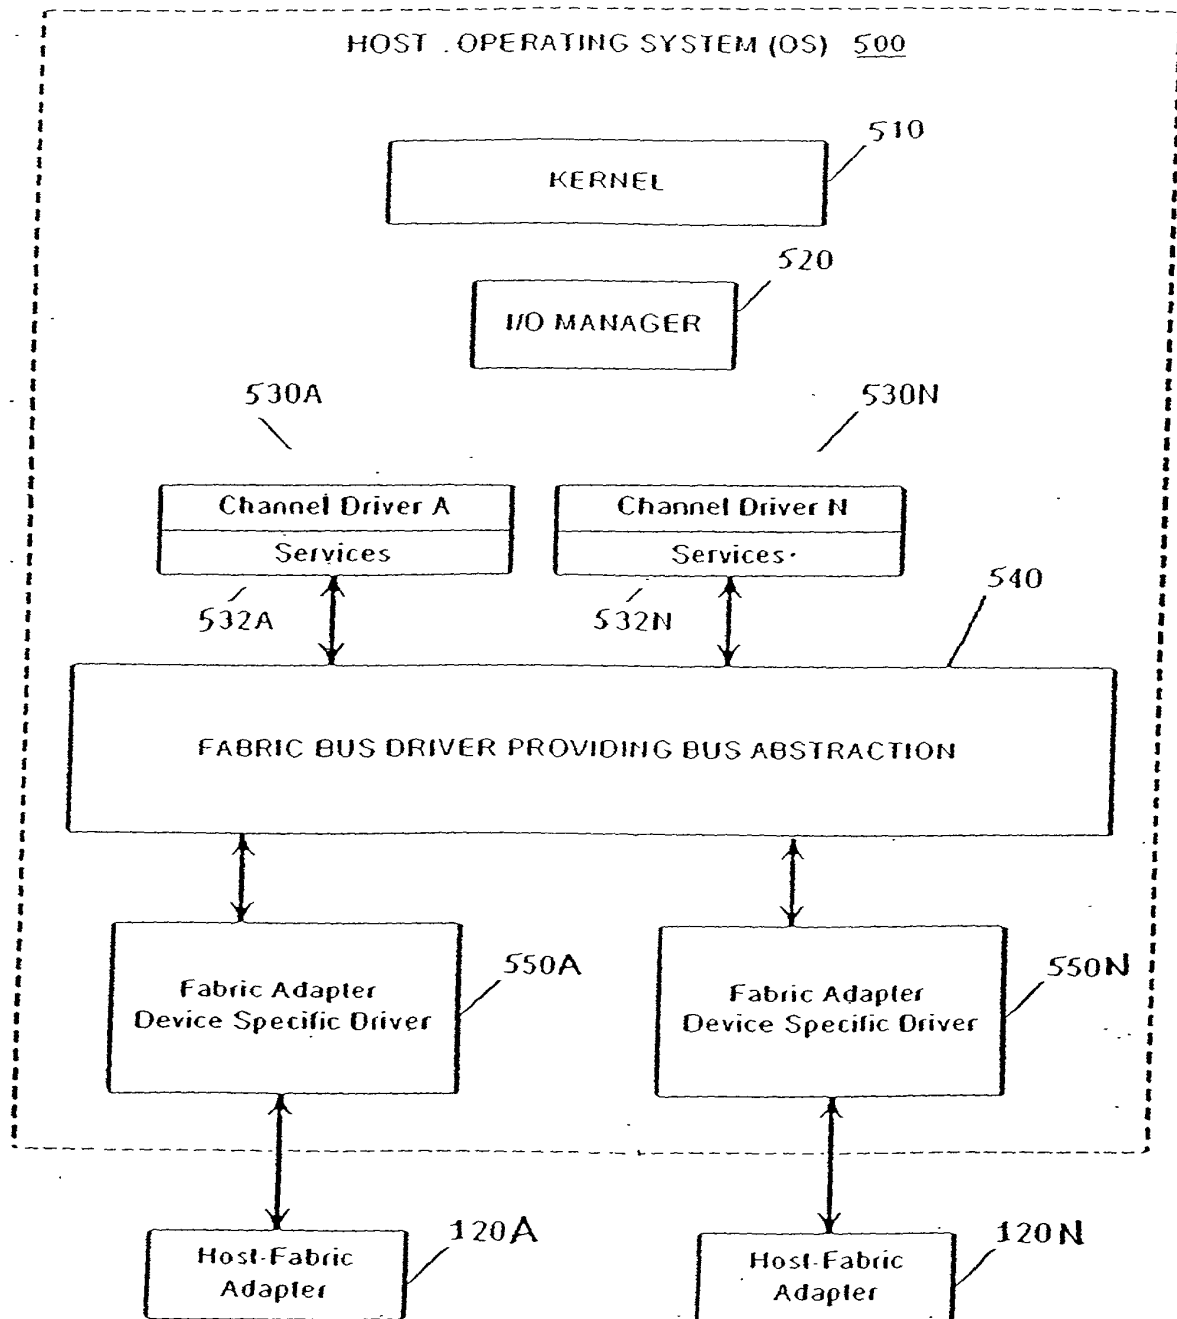 HOST OPERATING SYSTEM (OS) 500
510
KERNEL
520
I/O MANAGER
530A
530N
Channel Driver A
Channel Driver N
Services
Services
532A
532N
540
FABRIC BUS DRIVER PROVIDING BUS ABSTRACTION
550A
550N
Fabric Adapter
Device Specific Driver
Fabric Adapter
Device Specific Driver
120A
120N
Host-Fabric
Adapter
Host-Fabric
Adapter